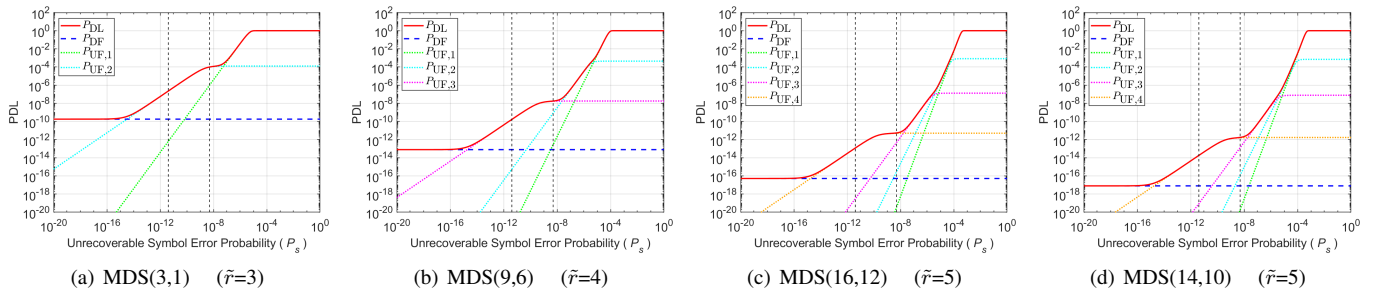 10^2
10^0
10^-2
10^-4
10^-6
10^-8
10^-10
10^-12
10^-14
10^-16
10^-18
10^-20
PDL
P_DL
P_DF
P_UF,1
P_UF,2
10^-20 10^-16 10^-12 10^-8 10^-4 10^0
Unrecoverable Symbol Error Probability ( P_s )
(a) MDS(3,1) (r̃=3)
10^2
10^0
10^-2
10^-4
10^-6
10^-8
10^-10
10^-12
10^-14
10^-16
10^-18
10^-20
PDL
P_DL
P_DF
P_UF,1
P_UF,2
P_UF,3
10^-20 10^-16 10^-12 10^-8 10^-4 10^0
Unrecoverable Symbol Error Probability ( P_s )
(b) MDS(9,6) (r̃=4)
10^2
10^0
10^-2
10^-4
10^-6
10^-8
10^-10
10^-12
10^-14
10^-16
10^-18
10^-20
PDL
P_DL
P_DF
P_UF,1
P_UF,2
P_UF,3
P_UF,4
10^-20 10^-16 10^-12 10^-8 10^-4 10^0
Unrecoverable Symbol Error Probability ( P_s )
(c) MDS(16,12) (r̃=5)
10^2
10^0
10^-2
10^-4
10^-6
10^-8
10^-10
10^-12
10^-14
10^-16
10^-18
10^-20
PDL
P_DL
P_DF
P_UF,1
P_UF,2
P_UF,3
P_UF,4
10^-20 10^-16 10^-12 10^-8 10^-4 10^0
Unrecoverable Symbol Error Probability ( P_s )
(d) MDS(14,10) (r̃=5)